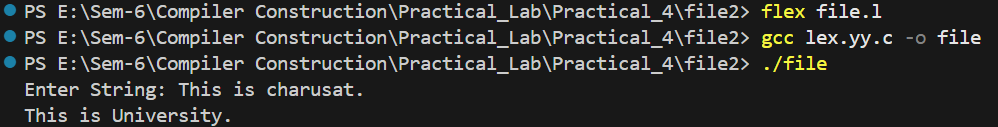 PS E:\Sem-6\Compiler Construction\Practical_Lab\Practical_4\file2> flex file.l
PS E:\Sem-6\Compiler Construction\Practical_Lab\Practical_4\file2> gcc lex.yy.c -o file
PS E:\Sem-6\Compiler Construction\Practical_Lab\Practical_4\file2> ./file
Enter String: This is charusat.
This is University.